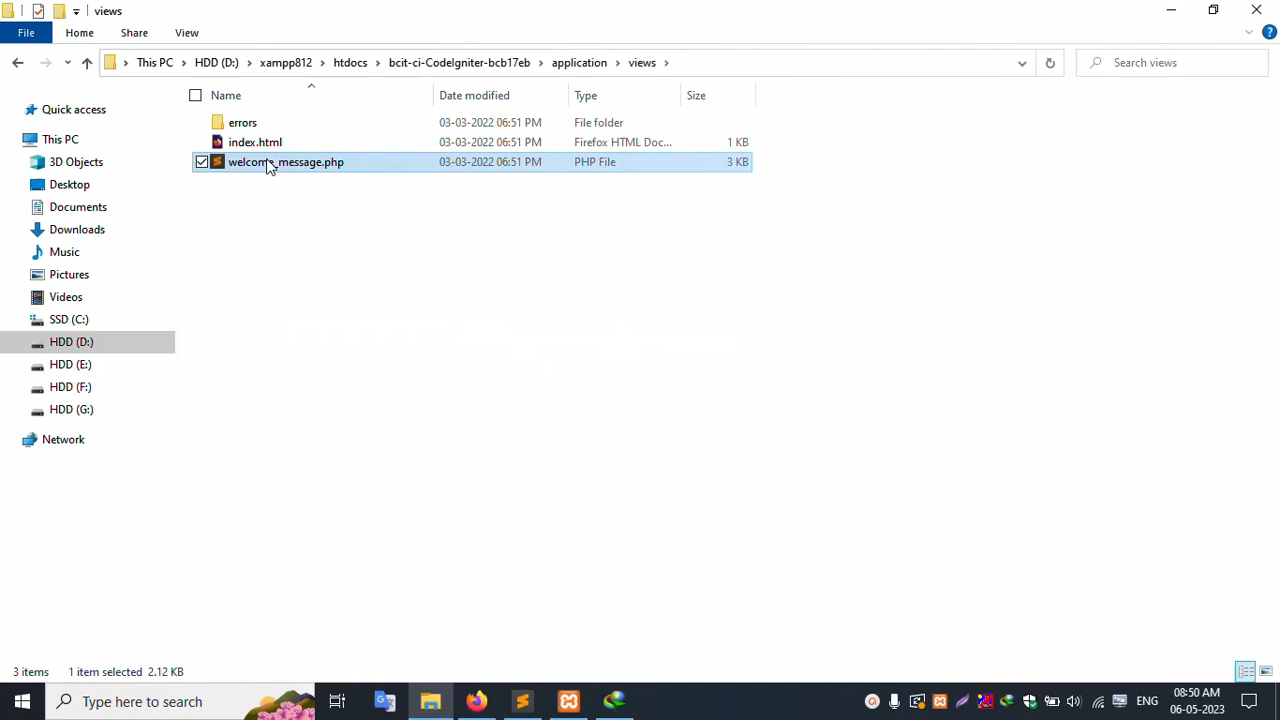 views
File Home Share View
This PC HDD (D:) xampp812 htdocs bcit-ci-CodeIgniter-bcb17eb application views
Search views
Name Date modified Type Size
errors 03-03-2022 06:51 PM File folder
index.html 03-03-2022 06:51 PM Firefox HTML Doc... 1 KB
welcome_message.php 03-03-2022 06:51 PM PHP File 3 KB
Quick access
This PC
3D Objects
Desktop
Documents
Downloads
Music
Pictures
Videos
SSD (C:)
HDD (D:)
HDD (E:)
HDD (F:)
HDD (G:)
Network
3 items 1 item selected 2.12 KB
Type here to search
ENG
08:50 AM
06-05-2023